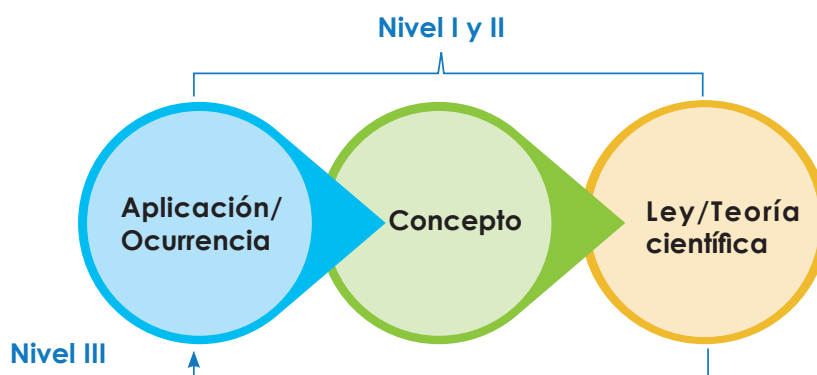 Nivel I y II
Aplicación/
Ocurrencia
Concepto
Ley/Teoría
científica
Nivel III